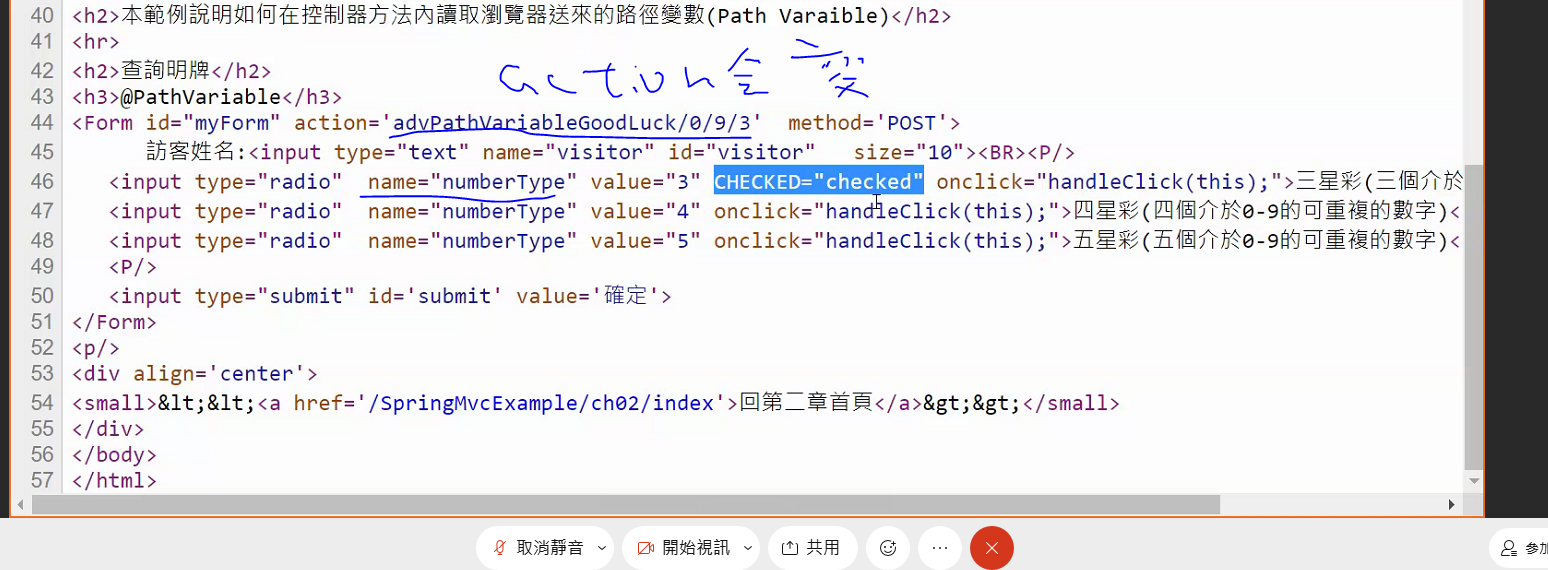 40 <h2>本範例說明如何在控制器方法內讀取瀏覽器送來的路徑變數(Path Varaible)</h2>
41 <hr>
42 <h2>查詢明牌</h2>
action會變
43 <h3>@PathVariable</h3>
44 <Form id="myForm" action='advPathVariableGoodLuck/0/9/3'  method='POST'>
45       訪客姓名:<input type="text" name="visitor" id="visitor"   size="10"><BR><P/>
46    <input type="radio"  name="numberType" value="3" CHECKED="checked" onclick="handleClick(this);">三星彩(三個介於
47    <input type="radio"  name="numberType" value="4" onclick="handleClick(this);">四星彩(四個介於0-9的可重複的數字)<
48    <input type="radio"  name="numberType" value="5" onclick="handleClick(this);">五星彩(五個介於0-9的可重複的數字)<
49    <P/>
50    <input type="submit" id='submit' value='確定'>
51 </Form>
52 <p/>
53 <div align='center'>
54 <small>&lt;&lt;<a href='/SpringMvcExample/ch02/index'>回第二章首頁</a>&gt;&gt;</small>
55 </div>
56 </body>
57 </html>
取消靜音 開始視訊 共用 參加